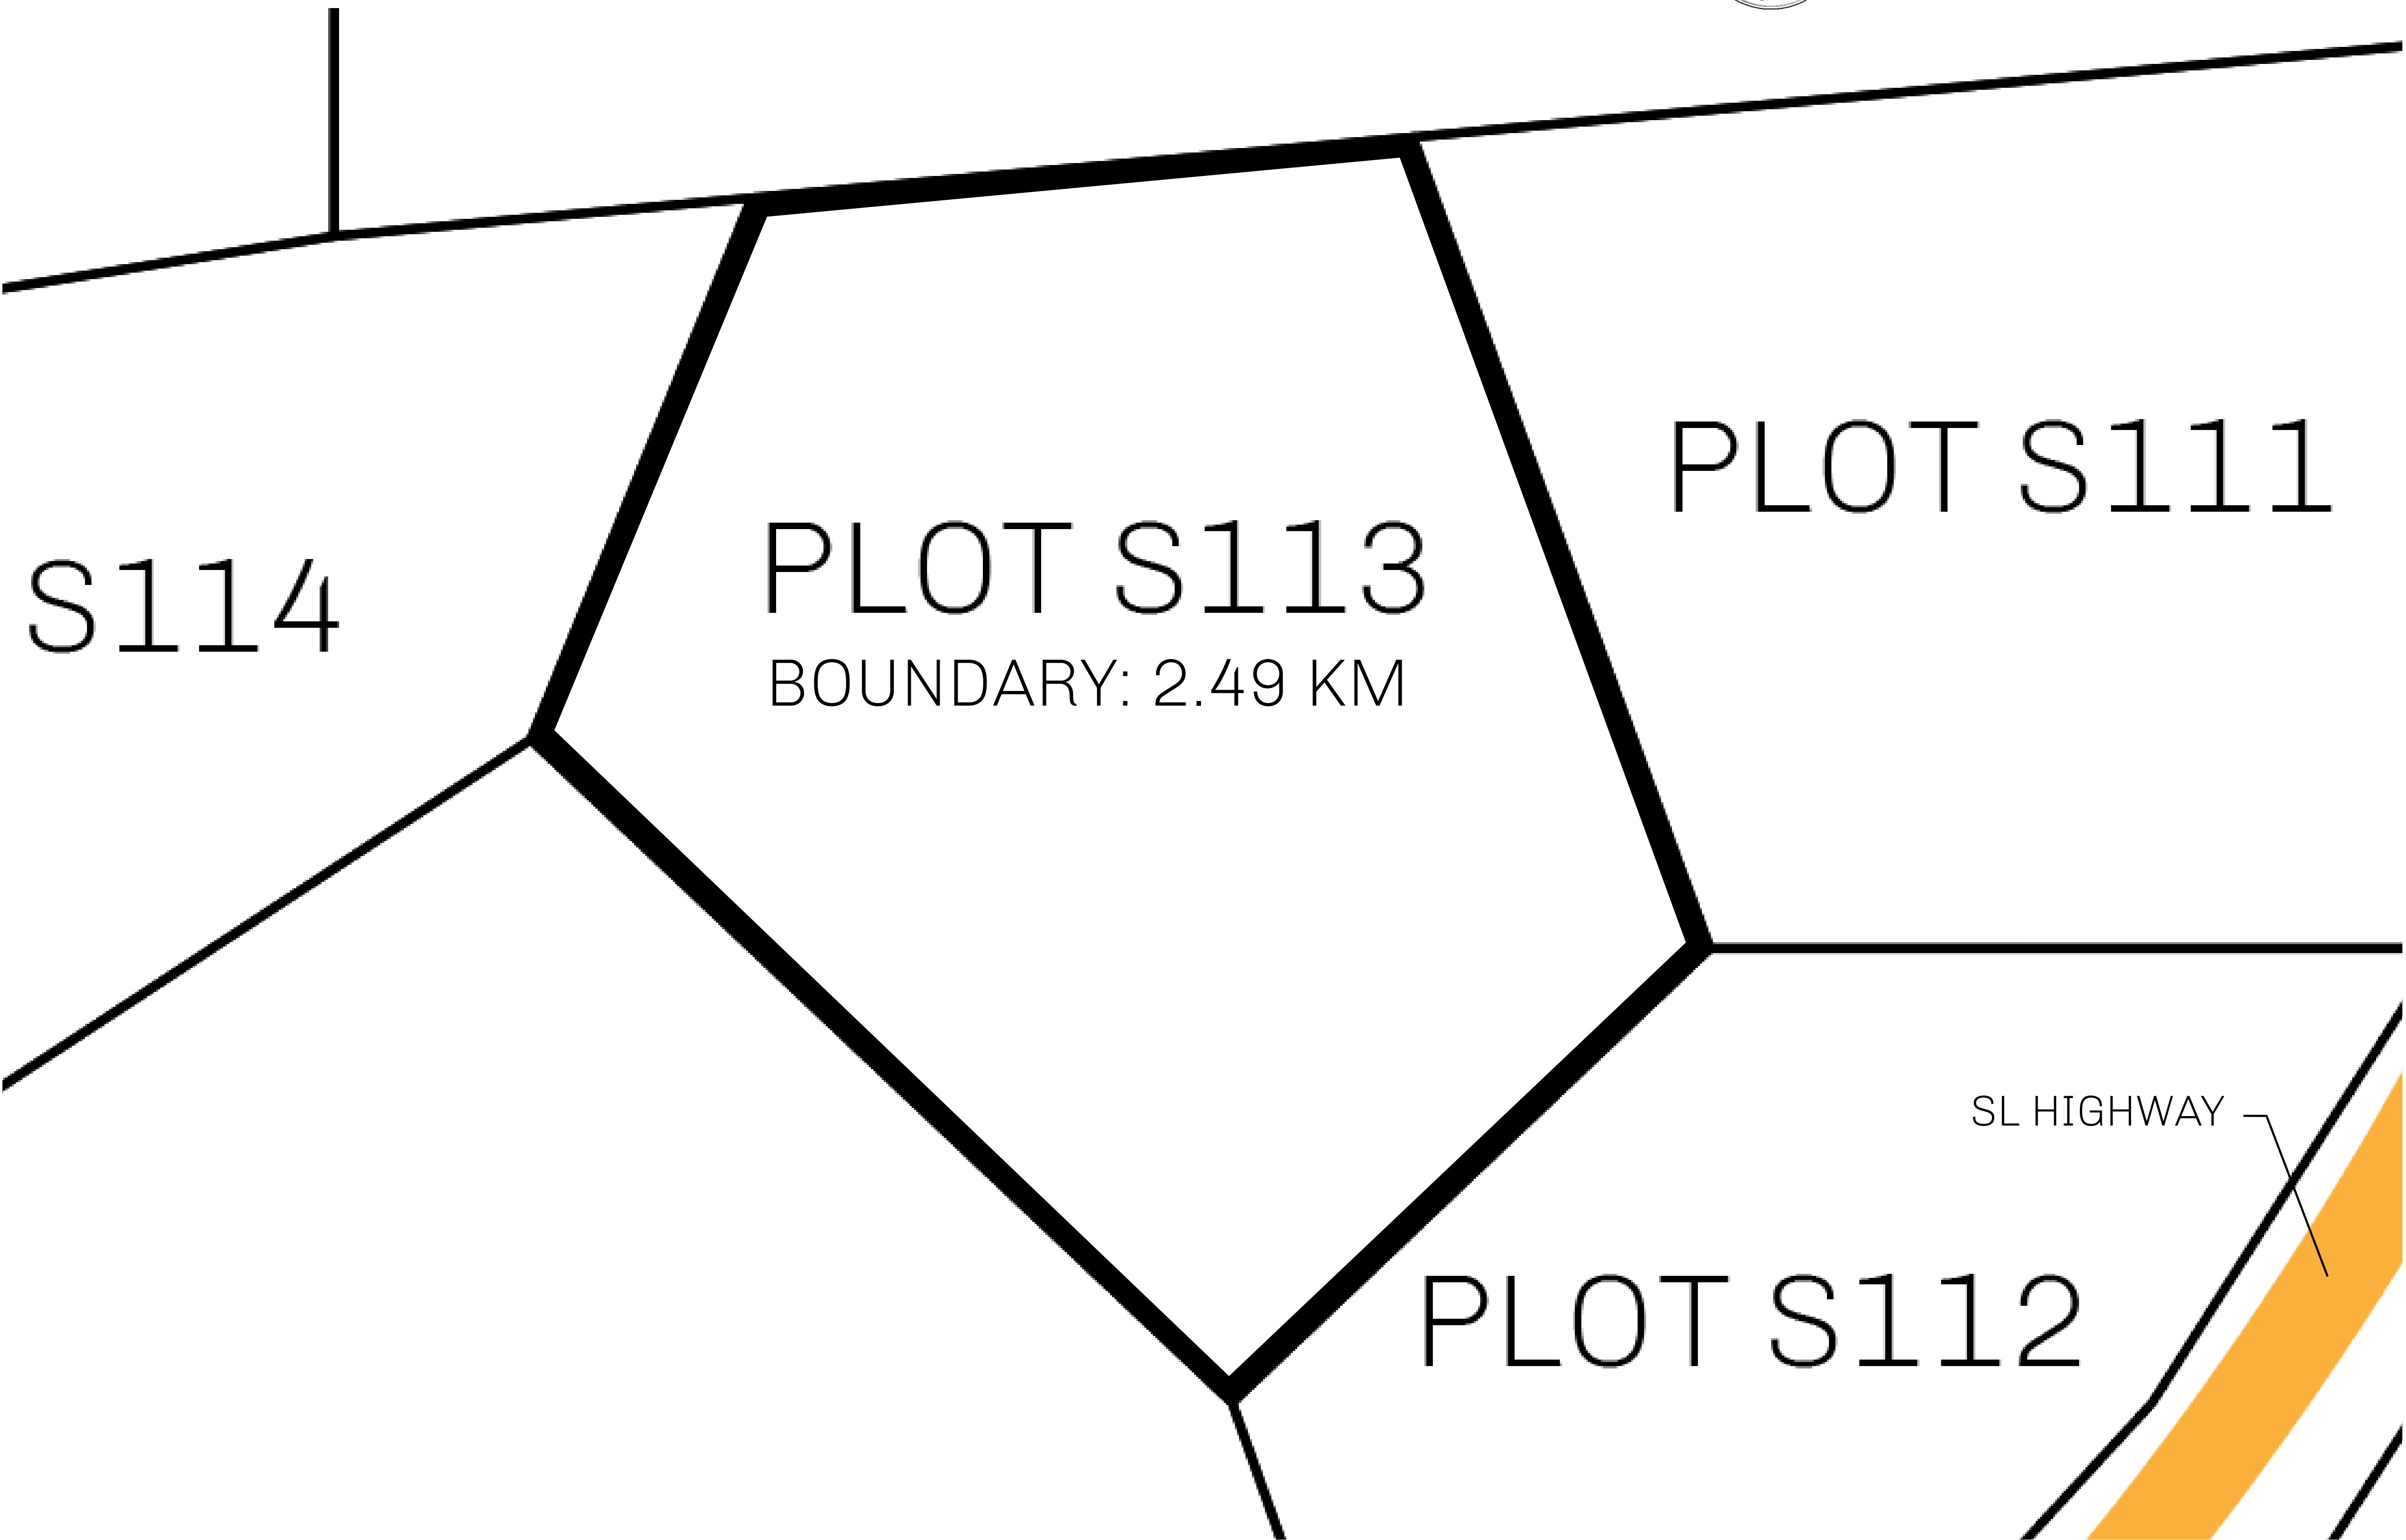 PLOT S111
PLOT S113
S114
BOUNDARY: 2.49 KM
SL HIGHWAY
PLOT S112